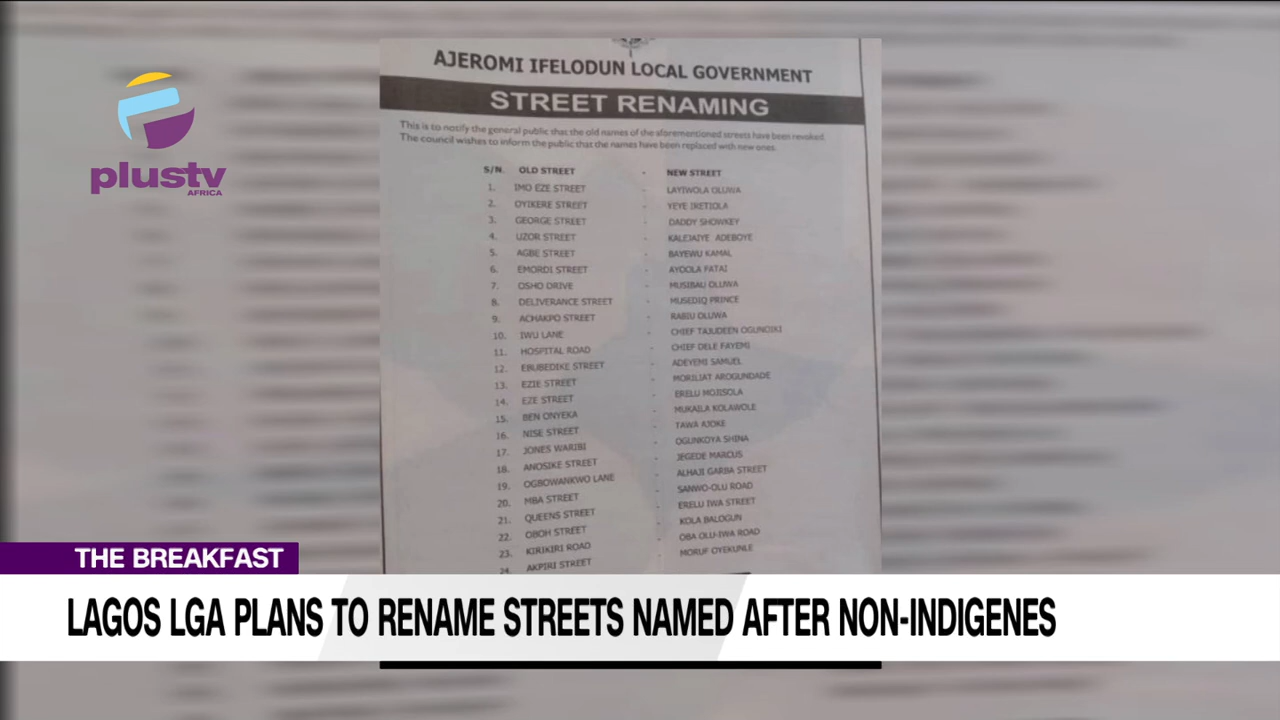 plustv
AFRICA
AJEROMI IFELODUN LOCAL GOVERNMENT
STREET RENAMING
This is to notify the general public that the old names of the aforementioned streets have been revoked.
The council wishes to inform the public that the names have been replaced with new ones.
S/N. OLD STREET - NEW STREET
1. IMO EZE STREET - LAYIWOLA OLUWA
2. OYIKERE STREET - YEYE IRETIOLA
3. GEORGE STREET - DADDY SHOWKEY
4. UZOR STREET - KALEJAIYE ADEBOYE
5. AGBE STREET - BAYEWU KAMAL
6. EMORDI STREET - AYOOLA FATAI
7. OSHO DRIVE - MUSIBAU OLUWA
8. DELIVERANCE STREET - MUSEDIQ PRINCE
9. ACHAKPO STREET - RABIU OLUWA
10. IWU LANE - CHIEF TAJUDEEN
11. HOSPITAL ROAD - CHIEF DELE FAYEMI
12. EBUBEDIKE STREET - ADEYEMI SAMUEL
13. EZIE STREET - MORILIAT AROGUNDADE
14. EZE STREET - ERELU MOJISOLA
15. BEN ONYEKA - MUKAILA KOLAWOLE
16. NISE STREET - TAWA AJOKE
17. JONES WARIBI - OGUNKOYA SHINA
18. ANOSIKE STREET - JEGEDE MARCUS
19. OGBOWANKWO LANE - ALHAJI GARBA STREET
20. MBA STREET - SANWO-OLU ROAD
21. QUEENS STREET - ERELU IWA STREET
22. OBOH STREET - KOLA BALOGUN
23. KIRIKIRI ROAD - OBA OLU-IWA ROAD
24. AKPIRI STREET - MORUF OYEKUNLE
THE BREAKFAST
LAGOS LGA PLANS TO RENAME STREETS NAMED AFTER NON-INDIGENES